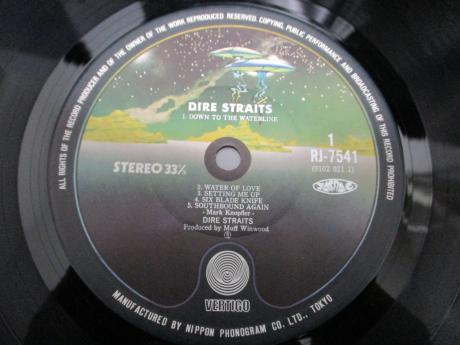 ALL RIGHTS OF THE RECORD PRODUCER AND OF THE OWNER OF THE WORK REPRODUCED RESERVED. COPYING, PUBLIC PERFORMANCE AND BROADCASTING OF THIS RECORD PROHIBITED
DIRE STRAITS
1. DOWN TO THE WATERLINE
1
RJ-7541
(9102 021 1)
STEREO 33⅓
2. WATER OF LOVE
3. SETTING ME UP
4. SIX BLADE KNIFE
5. SOUTHBOUND AGAIN
- Mark Knopfler -
DIRE STRAITS
Produced by Muff Winwood
℗
VERTIGO
MANUFACTURED BY NIPPON PHONOGRAM CO. LTD., TOKYO